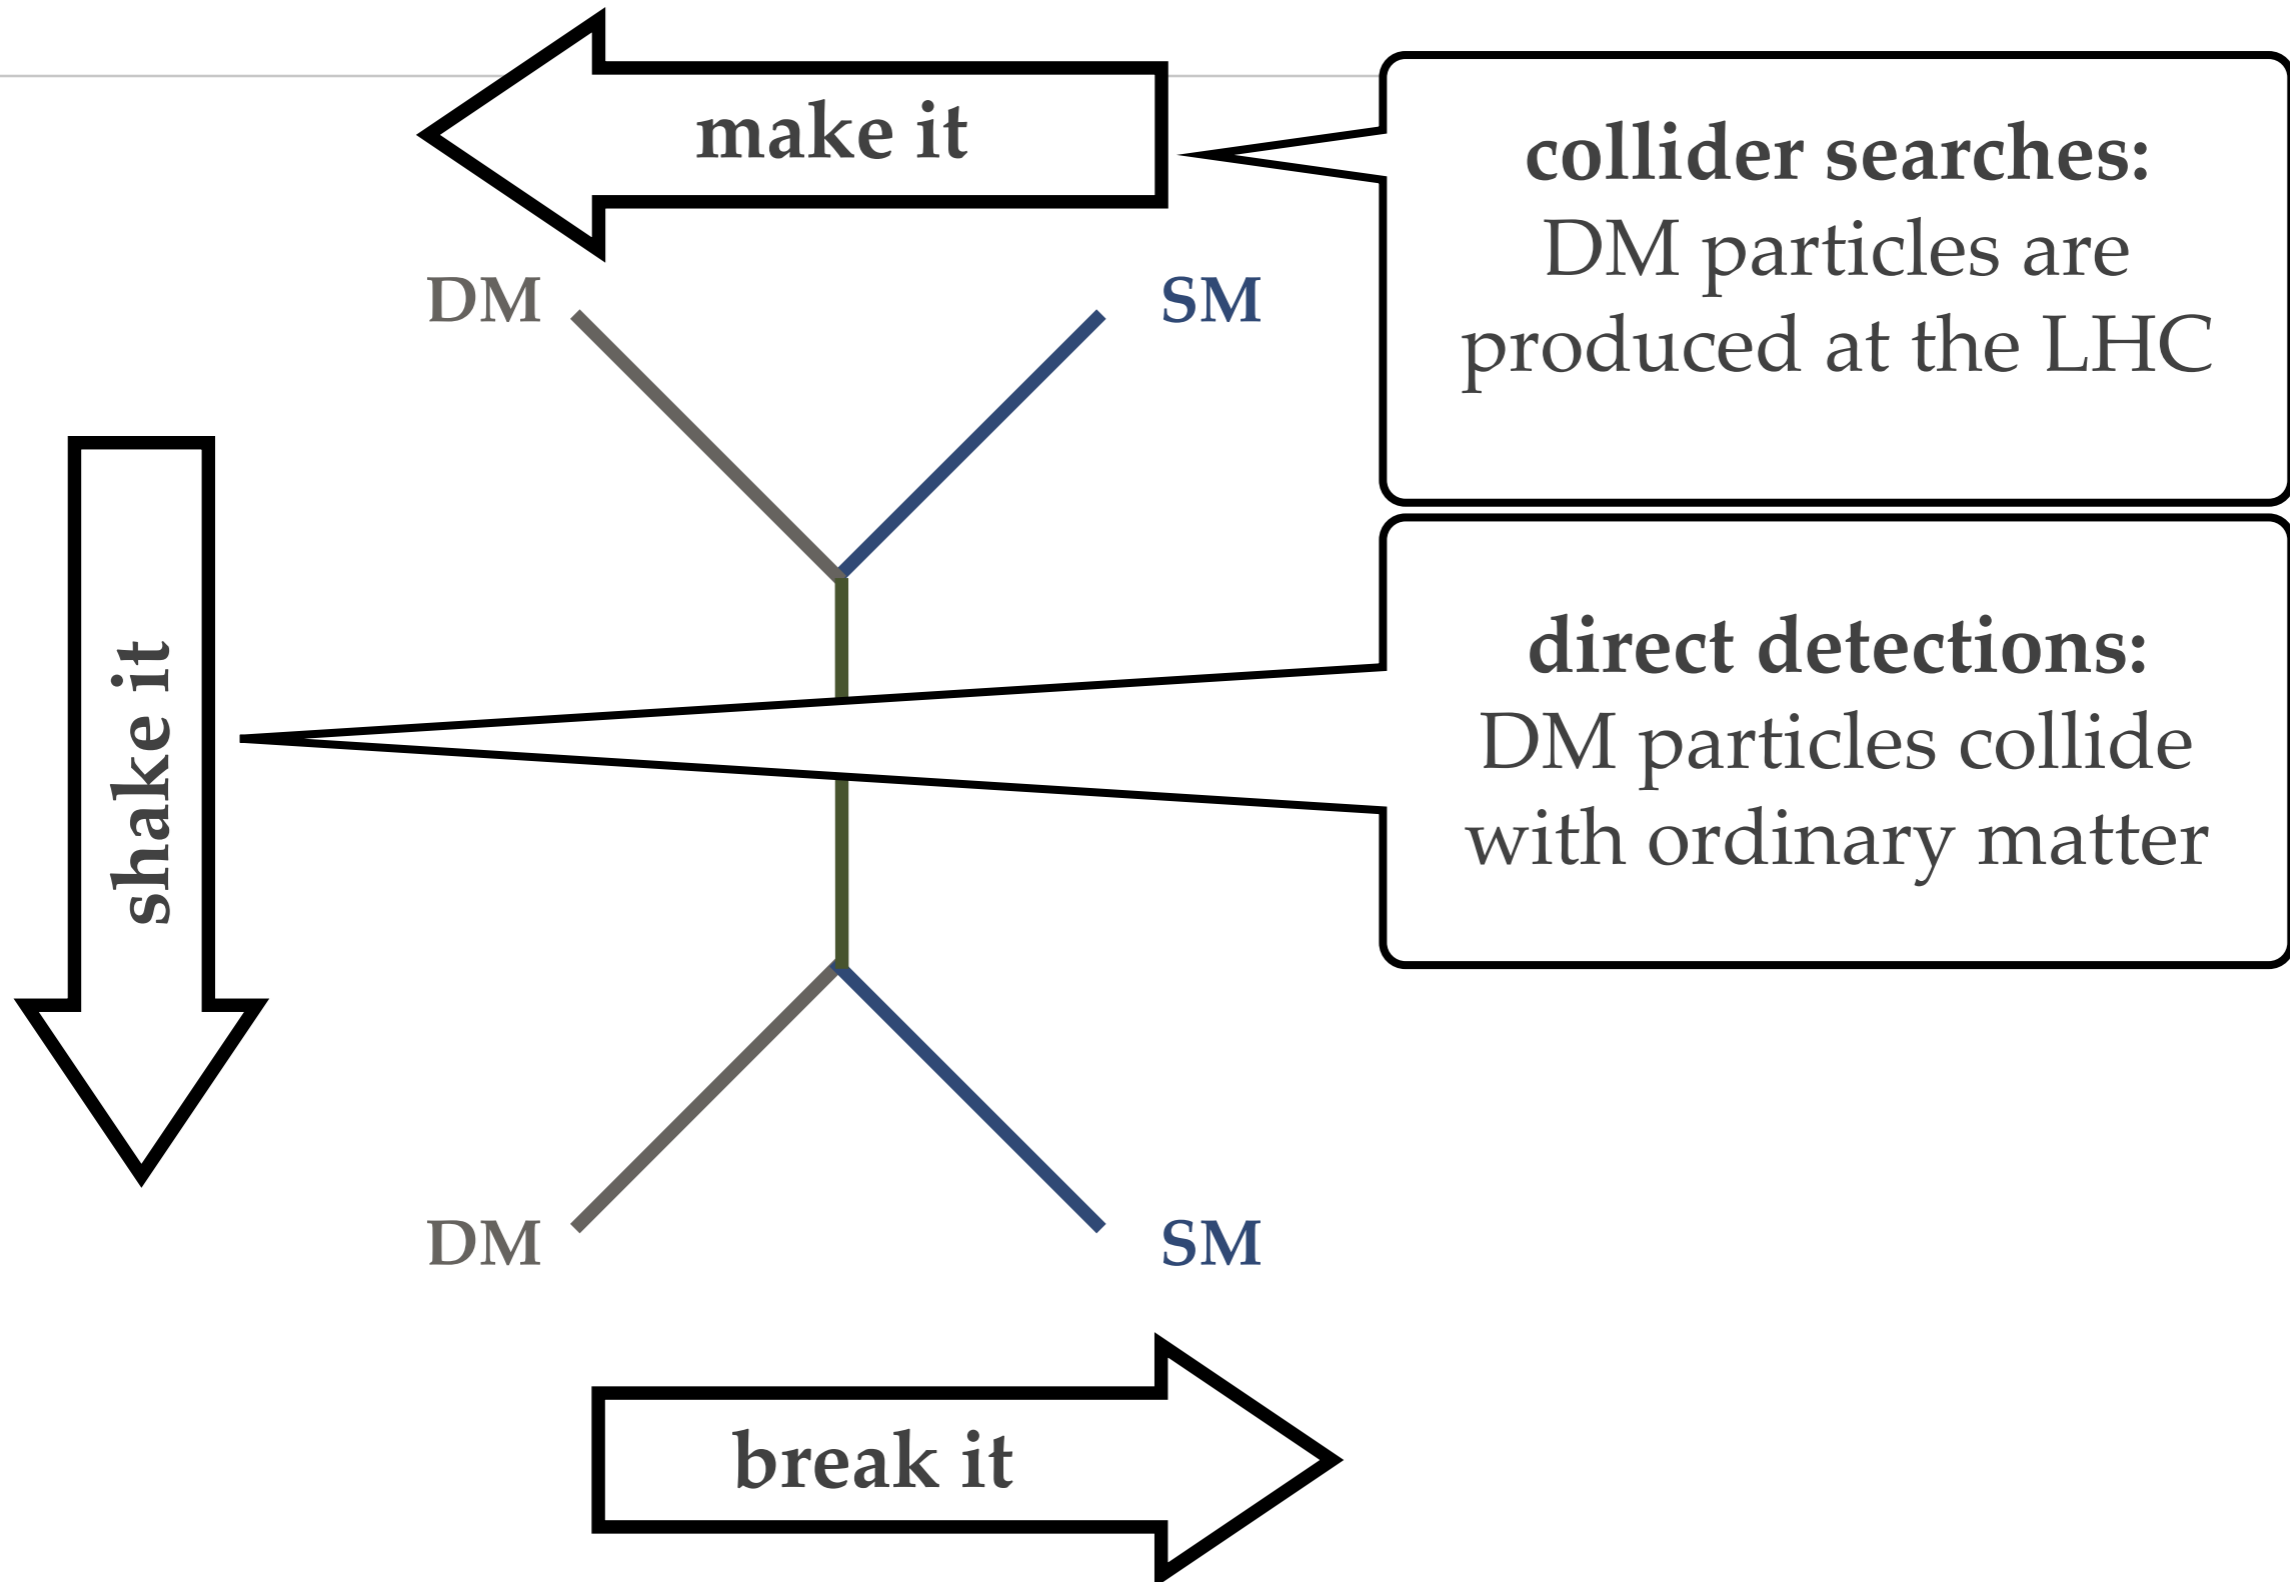 make it
collider searches:
DM particles are
produced at the LHC
DM
SM
shake it
direct detections:
DM particles collide
with ordinary matter
DM
SM
break it